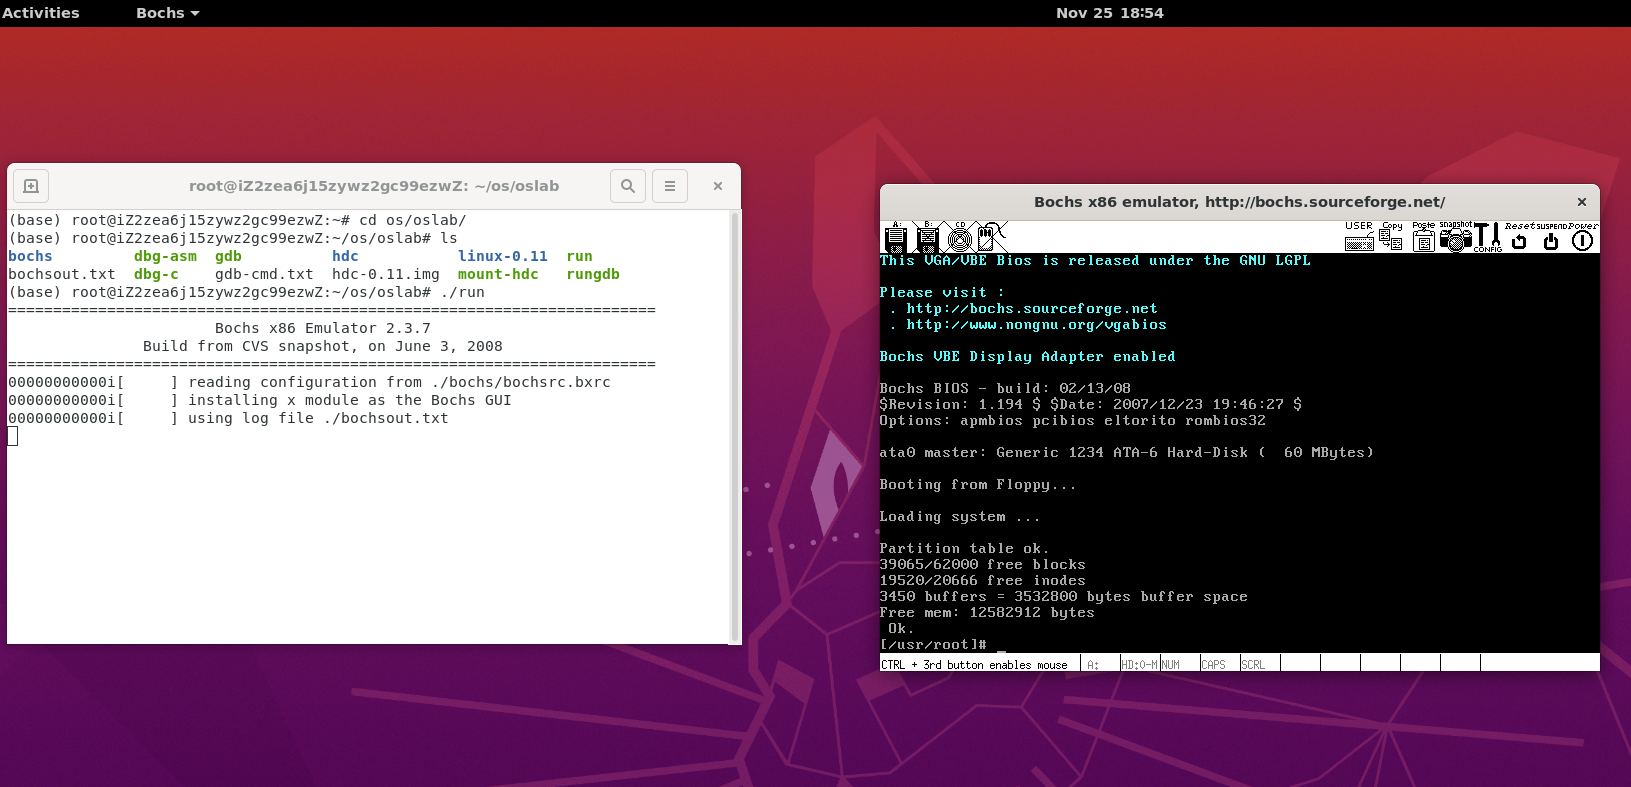 Activities Bochs Nov 25 18:54
root@iZ2zea6j15zywz2gc99ezwZ: ~/os/oslab
(base) root@iZ2zea6j15zywz2gc99ezwZ:~# cd os/oslab/
(base) root@iZ2zea6j15zywz2gc99ezwZ:~/os/oslab# ls
bochs dbg-asm gdb hdc linux-0.11 run
bochsout.txt dbg-c gdb-cmd.txt hdc-0.11.img mount-hdc rungdb
(base) root@iZ2zea6j15zywz2gc99ezwZ:~/os/oslab# ./run
========================================================================
Bochs x86 Emulator 2.3.7
Build from CVS snapshot, on June 3, 2008
========================================================================
00000000000i[     ] reading configuration from ./bochs/bochsrc.bxrc
00000000000i[     ] installing x module as the Bochs GUI
00000000000i[     ] using log file ./bochsout.txt
Bochs x86 emulator, http://bochs.sourceforge.net/
A: B: CD USER Copy Paste snapshot CONFIG Reset SUSPEND Power
This VGA/VBE Bios is released under the GNU LGPL
Please visit :
. http://bochs.sourceforge.net
. http://www.nongnu.org/vgabios
Bochs VBE Display Adapter enabled
Bochs BIOS - build: 02/13/08
$Revision: 1.194 $ $Date: 2007/12/23 19:46:27 $
Options: apmbios pcibios eltorito rombios32
ata0 master: Generic 1234 ATA-6 Hard-Disk (  60 MBytes)
Booting from Floppy...
Loading system ...
Partition table ok.
39065/62000 free blocks
19520/20666 free inodes
3450 buffers = 3532800 bytes buffer space
Free mem: 12582912 bytes
Ok.
[/usr/root]# _
CTRL + 3rd button enables mouse A: HD:0-M NUM CAPS SCRL